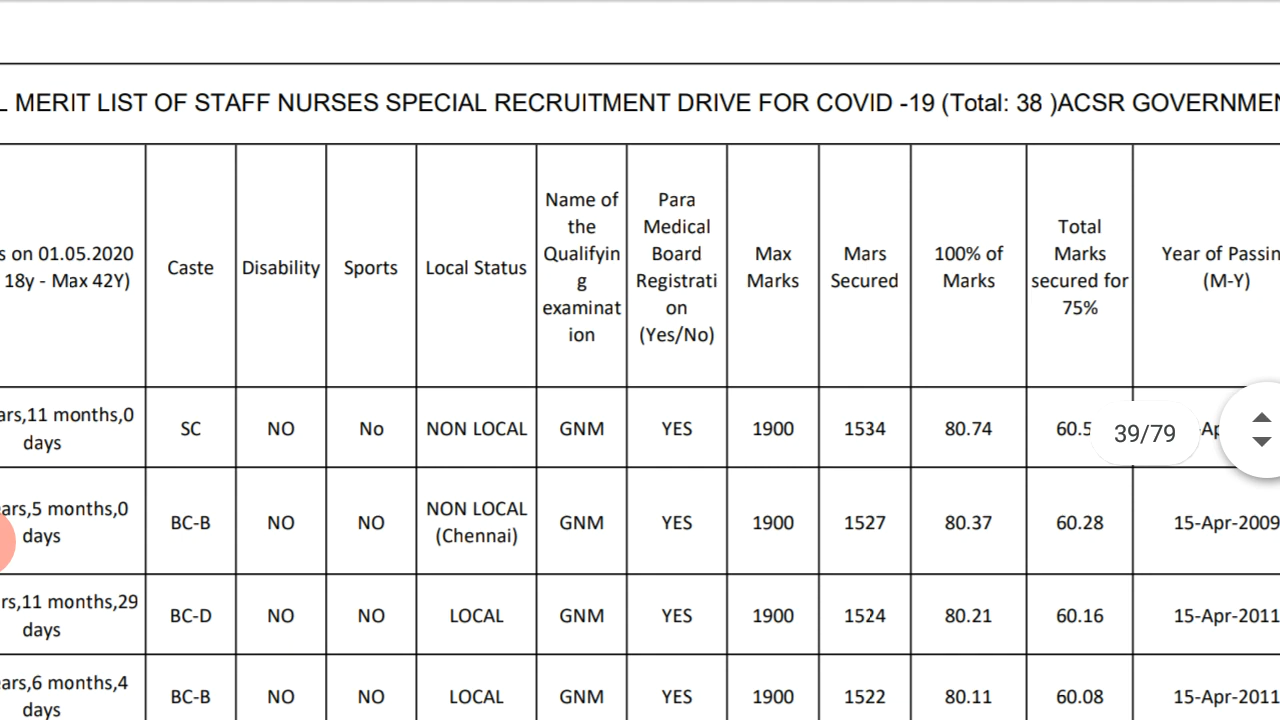 L MERIT LIST OF STAFF NURSES SPECIAL RECRUITMENT DRIVE FOR COVID -19 (Total: 38 )ACSR GOVERNMEN
s on 01.05.2020
18y - Max 42Y)
Caste
Disability
Sports
Local Status
Name of
the
Qualifyin
g
examinat
ion
Para
Medical
Board
Registrati
on
(Yes/No)
Max
Marks
Mars
Secured
100% of
Marks
Total
Marks
secured for
75%
Year of Passin
(M-Y)
ars,11 months,0
days
SC
NO
No
NON LOCAL
GNM
YES
1900
1534
80.74
60.5
39/79
-Ap
ars,5 months,0
days
BC-B
NO
NO
NON LOCAL
(Chennai)
GNM
YES
1900
1527
80.37
60.28
15-Apr-2009
rs,11 months,29
days
BC-D
NO
NO
LOCAL
GNM
YES
1900
1524
80.21
60.16
15-Apr-2011
ars,6 months,4
days
BC-B
NO
NO
LOCAL
GNM
YES
1900
1522
80.11
60.08
15-Apr-2011